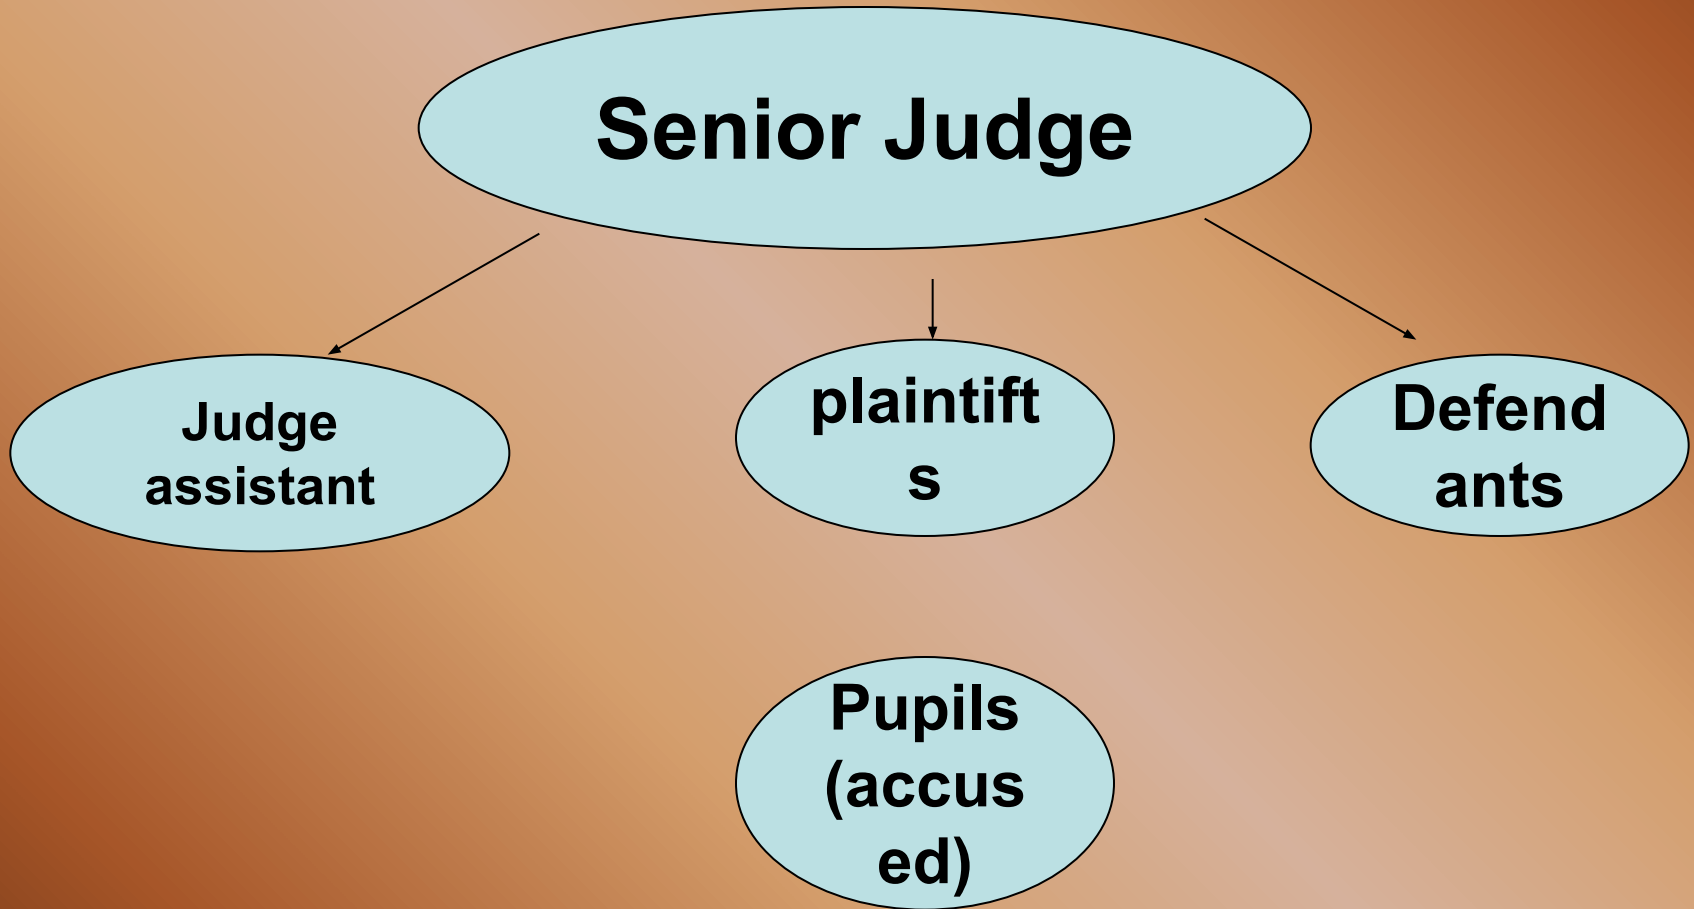 Senior Judge
Judge
assistant
plaintift
s
Defend
ants
Pupils
(accus
ed)